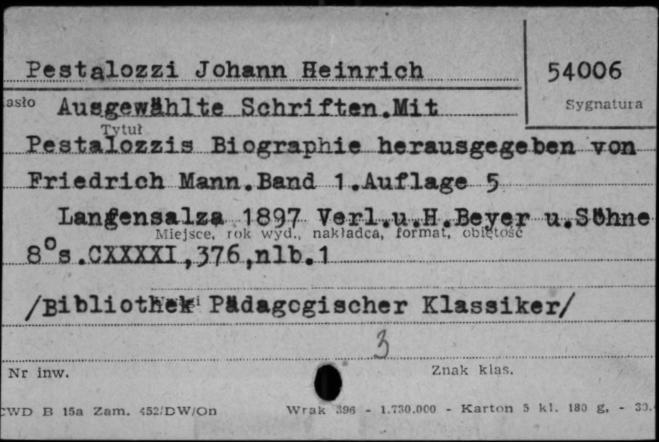 Pestalozzi Johann Heinrich
54006
Sygnatura
asło Ausgewählte Schriften.Mit
Tytuł
Pestalozzis Biographie herausgegeben von
Friedrich Mann.Band 1.Auflage 5
Langensalza 1897 Verl.u.H.Beyer u.Söhne
Miejsce, rok wyd., nakładca, format, objętość
8°s.CXXXXI,376,nlb.1
/Bibliothek Pädagogischer Klassiker/
3
Nr inw.
Znak klas.
CWD B 15a Zam. 452/DW/On Wrak 396 - 1.730.000 - Karton 5 kl. 180 g. -